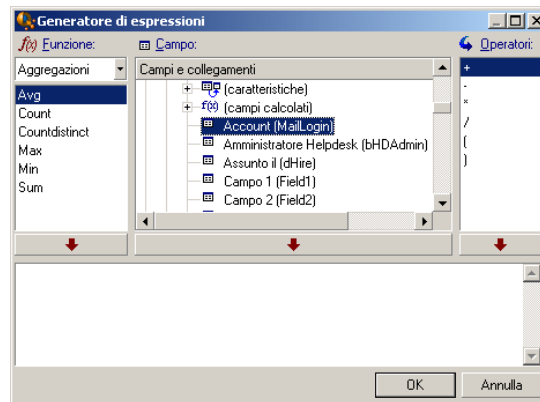 Generatore di espressioni
f(x) Funzione:
Campo:
Operatori:
Aggregazioni
Avg
Count
Countdistinct
Max
Min
Sum
Campi e collegamenti
(caratteristiche)
f(x) (campi calcolati)
Account (MailLogin)
Amministratore Helpdesk (bHDAdmin)
Assunto il (dHire)
Campo 1 (Field1)
Campo 2 (Field2)
+
-
*
/
(
)
OK
Annulla